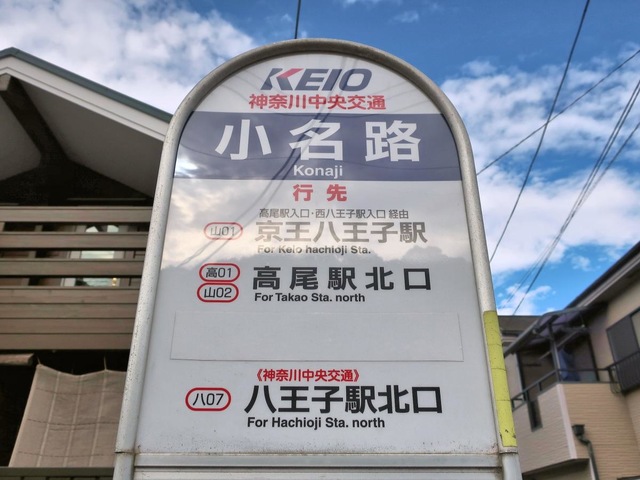 KEIO
神奈川中央交通
小名路
Konaji
行先
高尾駅入口・西八王子駅入口 経由
山01 京王八王子駅
For Keio hachioji Sta.
高01
山02 高尾駅北口
For Takao Sta. north
《神奈川中央交通》
八07 八王子駅北口
For Hachioji Sta. north